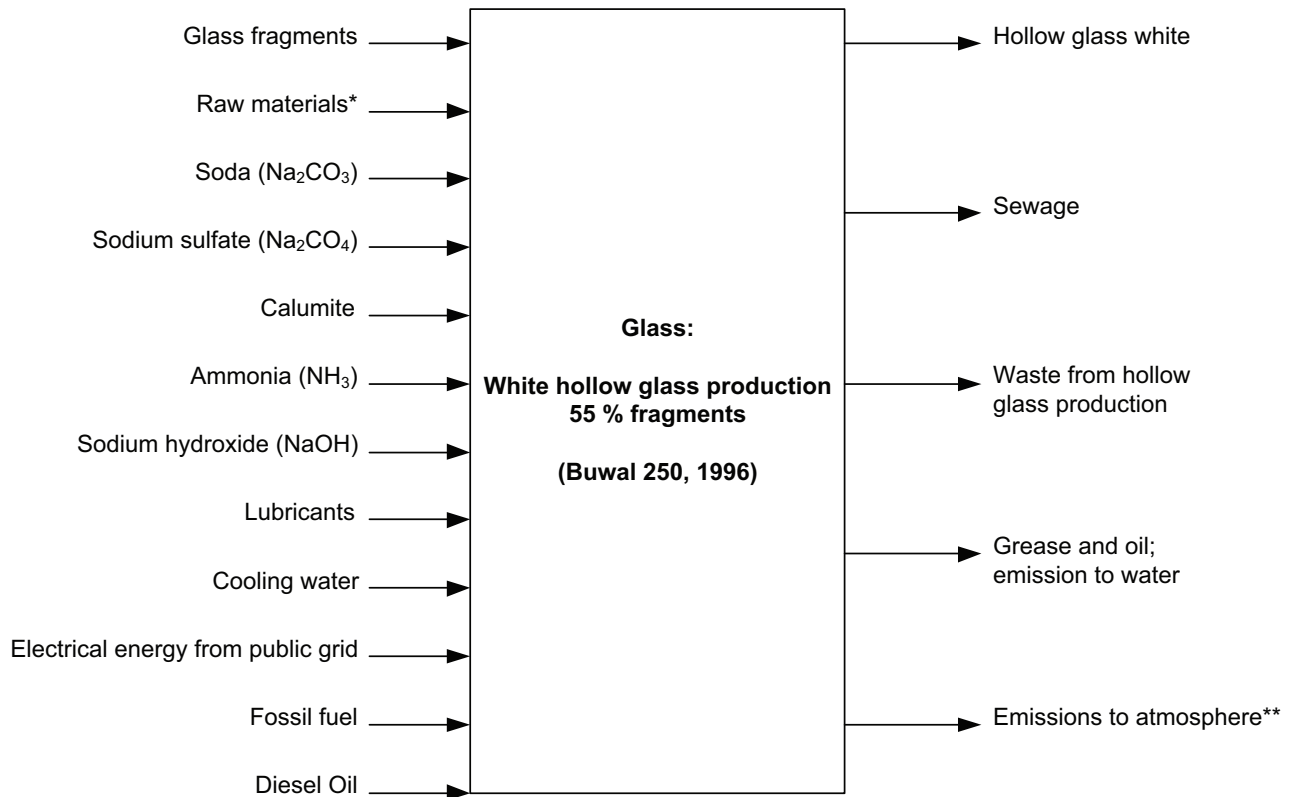 Glass fragments
Raw materials*
Soda (Na₂CO₃)
Sodium sulfate (Na₂CO₄)
Calumite
Ammonia (NH₃)
Sodium hydroxide (NaOH)
Lubricants
Cooling water
Electrical energy from public grid
Fossil fuel
Diesel Oil
Glass:
White hollow glass production
55 % fragments
(Buwal 250, 1996)
Hollow glass white
Sewage
Waste from hollow
glass production
Grease and oil;
emission to water
Emissions to atmosphere**